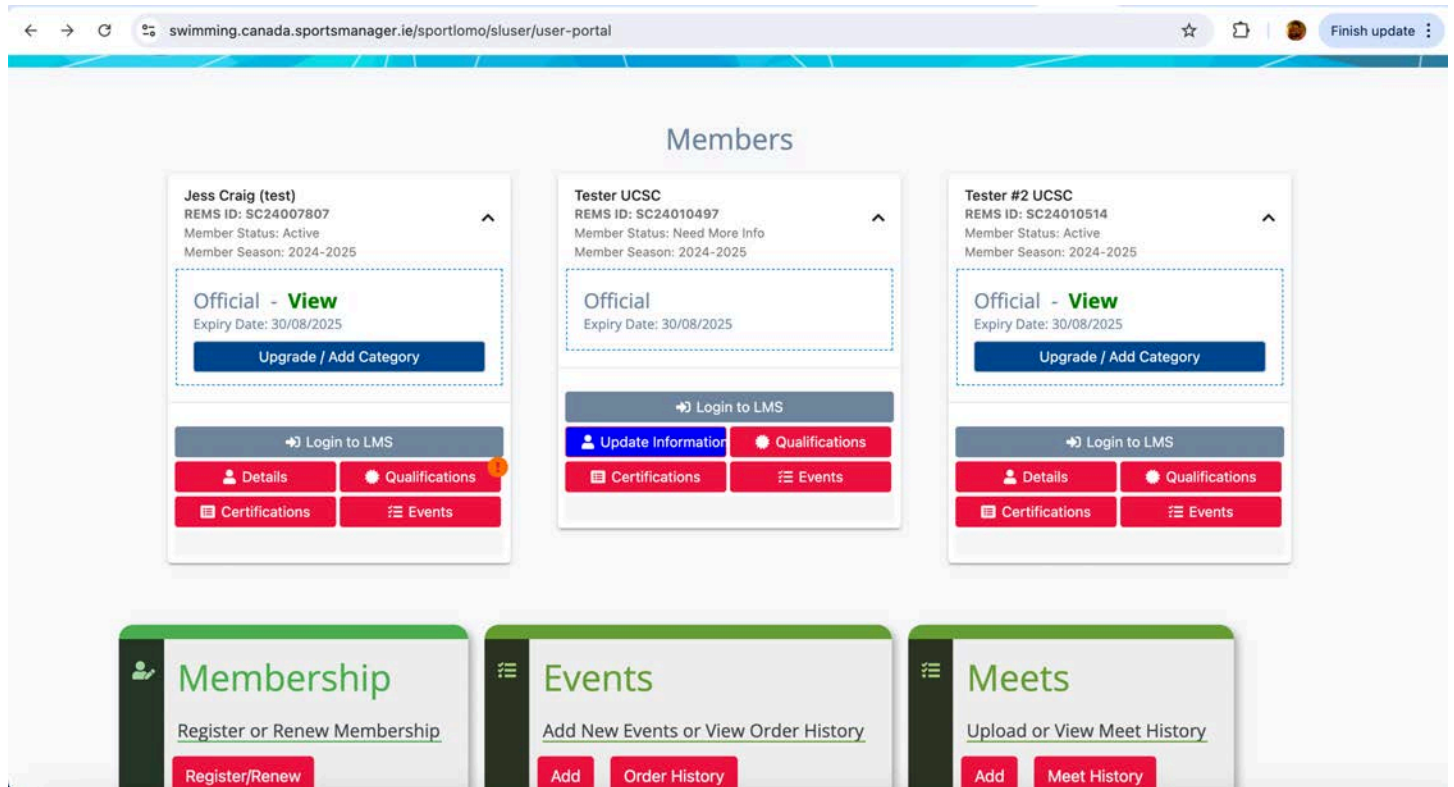 swimming.canada.sportsmanager.ie/sportlomo/sluser/user-portal
Finish update
Members
Jess Craig (test)
REMS ID: SC24007807
Member Status: Active
Member Season: 2024-2025
Official - View
Expiry Date: 30/08/2025
Upgrade / Add Category
Login to LMS
Details
Qualifications
!
Certifications
Events
Tester UCSC
REMS ID: SC24010497
Member Status: Need More Info
Member Season: 2024-2025
Official
Expiry Date: 30/08/2025
Login to LMS
Update Information
Qualifications
Certifications
Events
Tester #2 UCSC
REMS ID: SC24010514
Member Status: Active
Member Season: 2024-2025
Official - View
Expiry Date: 30/08/2025
Upgrade / Add Category
Login to LMS
Details
Qualifications
Certifications
Events
Membership
Register or Renew Membership
Register/Renew
Events
Add New Events or View Order History
Add
Order History
Meets
Upload or View Meet History
Add
Meet History